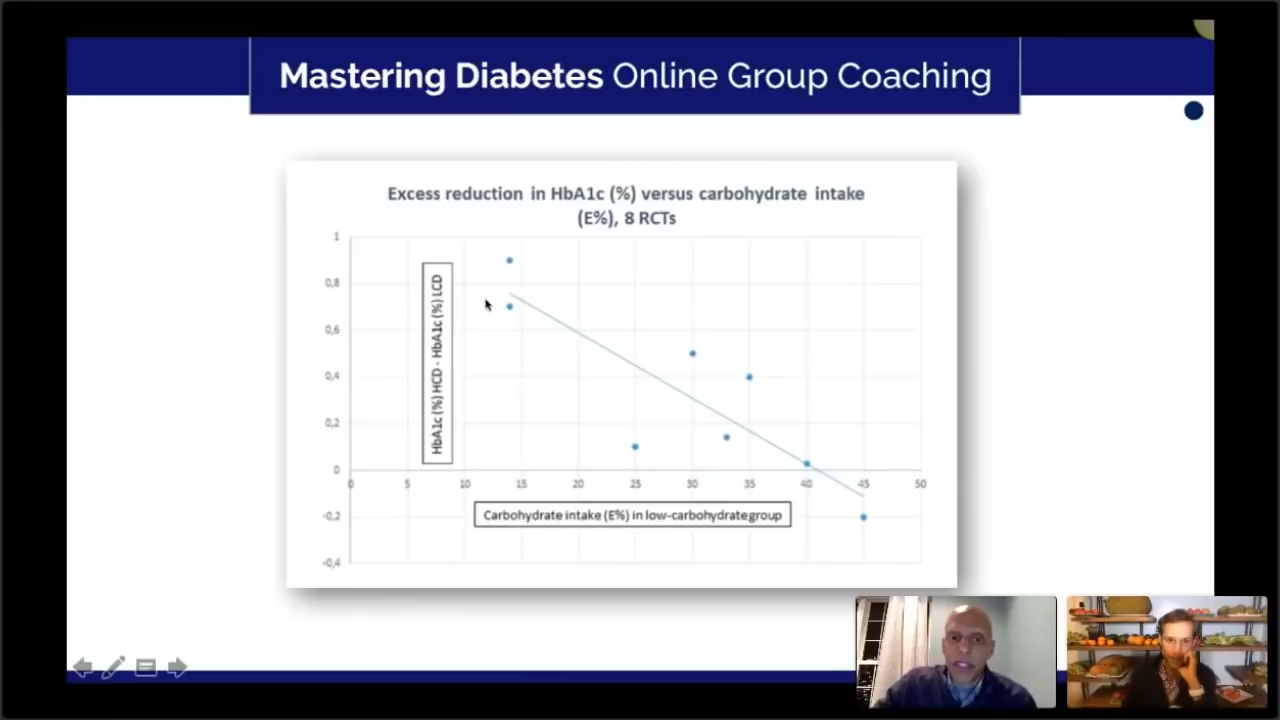 Mastering Diabetes Online Group Coaching
Excess reduction in HbA1c (%) versus carbohydrate intake
(E%), 8 RCTs
1
0,8
0,6
0,4
0,2
0
-0,2
-0,4
HbA1c (%) HCD - HbA1c (%) LCD
0 5 10 15 20 25 30 35 40 45 50
Carbohydrate intake (E%) in low-carbohydrate group